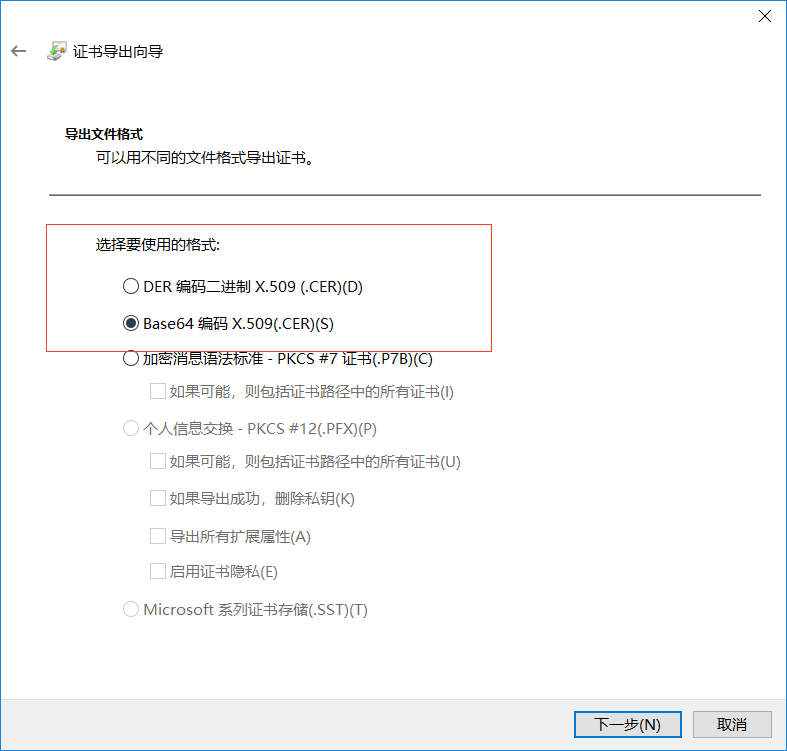 证书导出向导
导出文件格式
可以用不同的文件格式导出证书。
选择要使用的格式:
DER 编码二进制 X.509 (.CER)(D)
Base64 编码 X.509(.CER)(S)
加密消息语法标准 - PKCS #7 证书(.P7B)(C)
如果可能，则包括证书路径中的所有证书(I)
个人信息交换 - PKCS #12(.PFX)(P)
如果可能，则包括证书路径中的所有证书(U)
如果导出成功，删除私钥(K)
导出所有扩展属性(A)
启用证书隐私(E)
Microsoft 系列证书存储(.SST)(T)
下一步(N)
取消